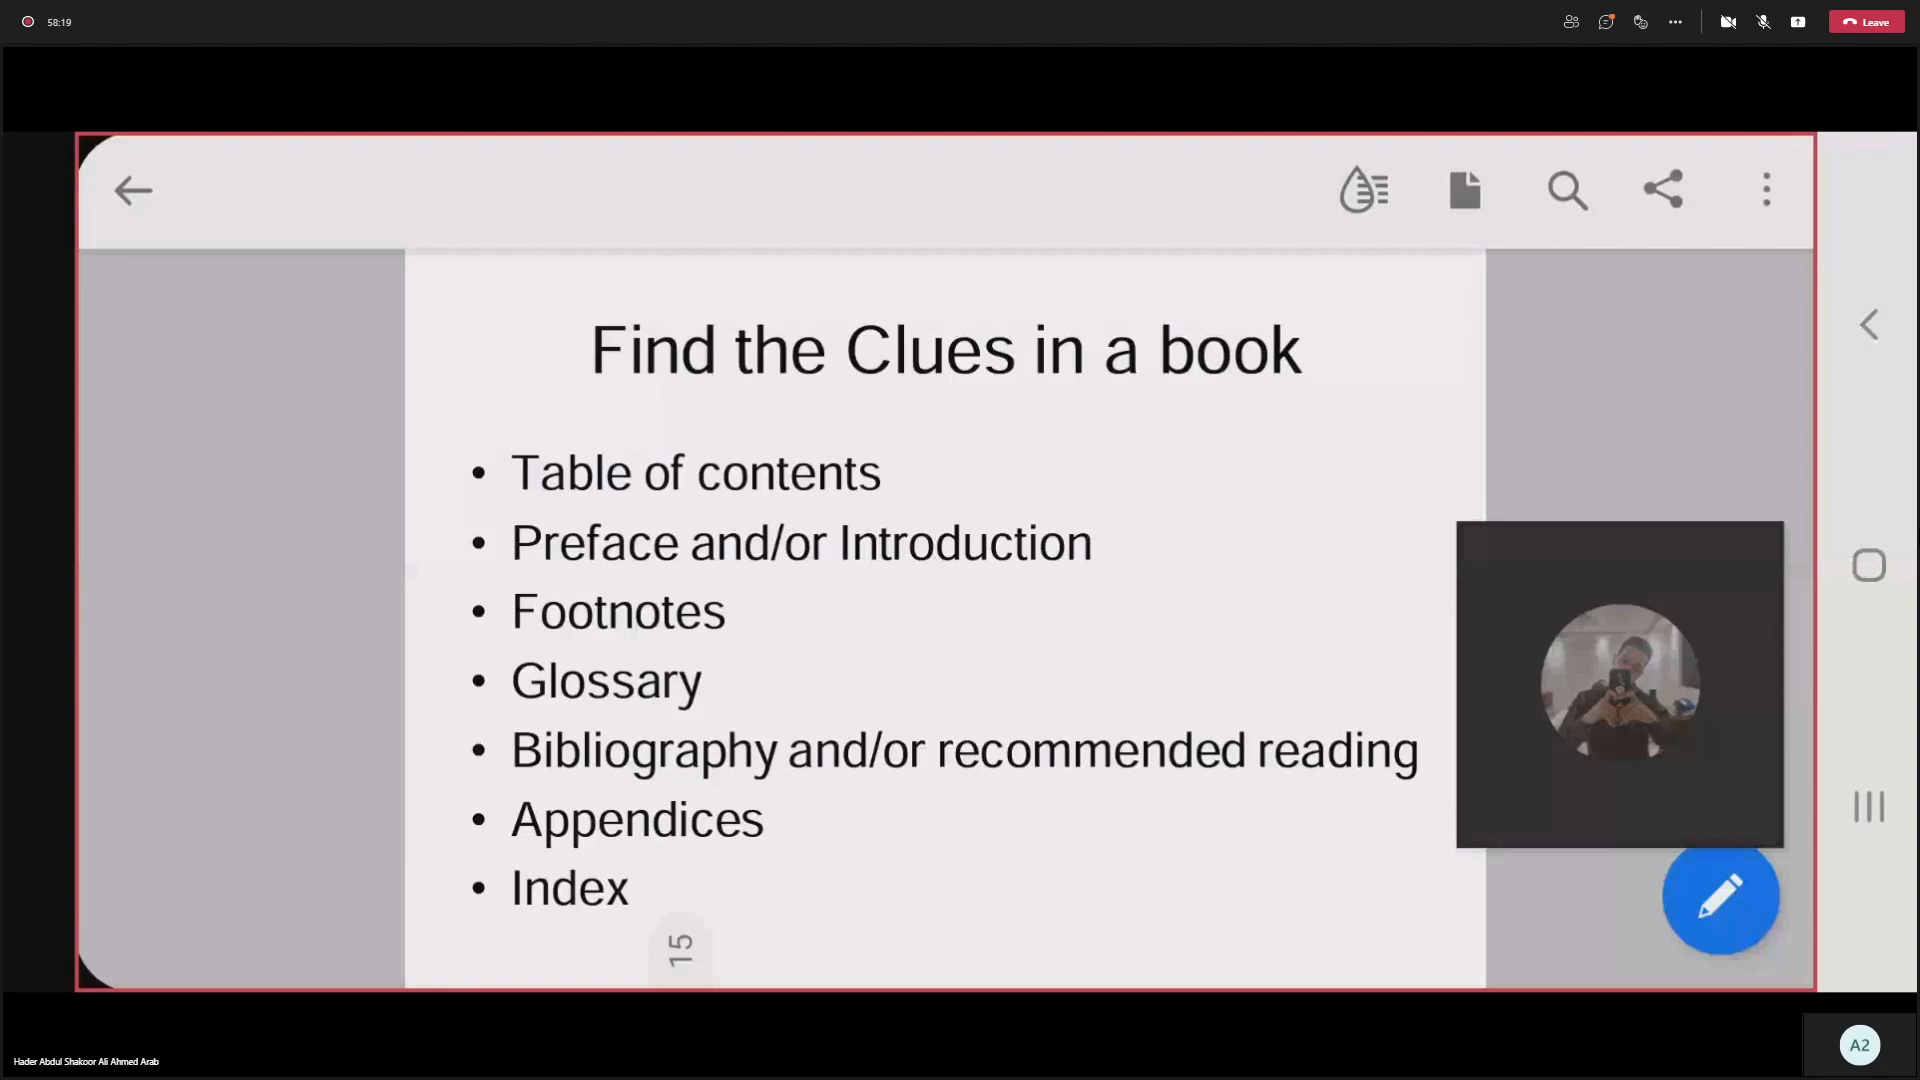 58:19
Leave
Find the Clues in a book
• Table of contents
• Preface and/or Introduction
• Footnotes
• Glossary
• Bibliography and/or recommended reading
• Appendices
• Index
15
Hader Abdul Shakoor Ali Ahmed Arab
A2